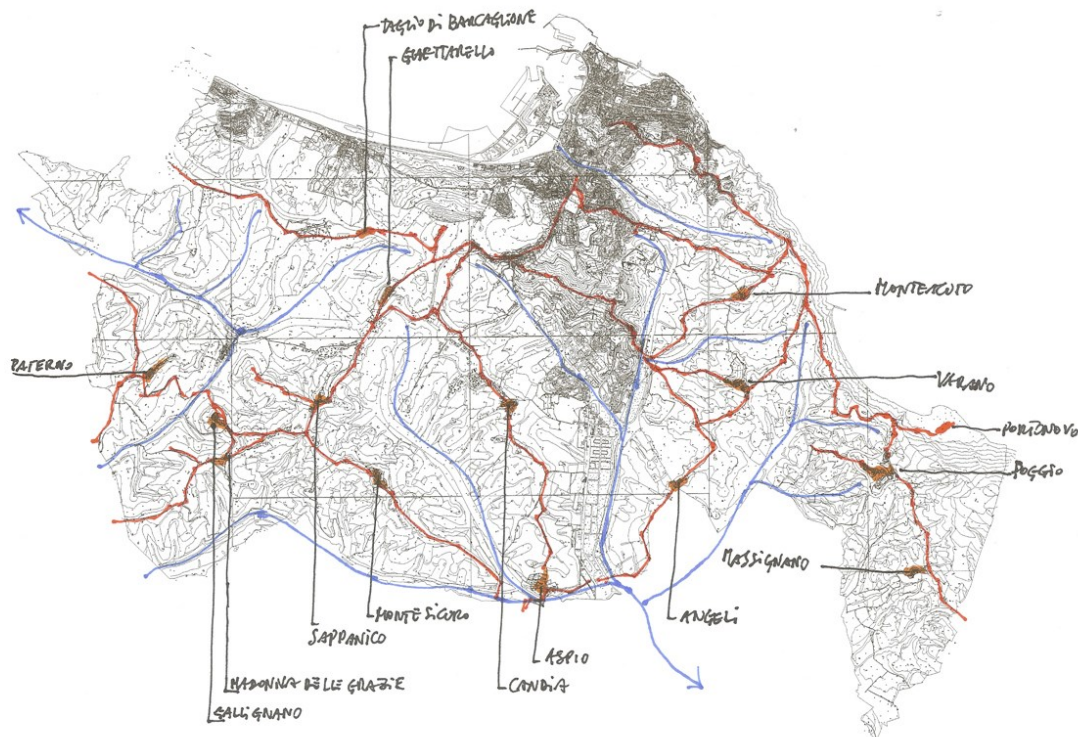 TAGLIO DI BARCAGLIONE
GHETTARELLO
MONTEACUTO
PATERNO
VARANO
PORTONOVO
POGGIO
MASSIGNANO
ANGELI
MONTE SICURO
SAPPANICO
ASPIO
CANDIA
MADONNA DELLE GRAZIE
GALLIGNANO